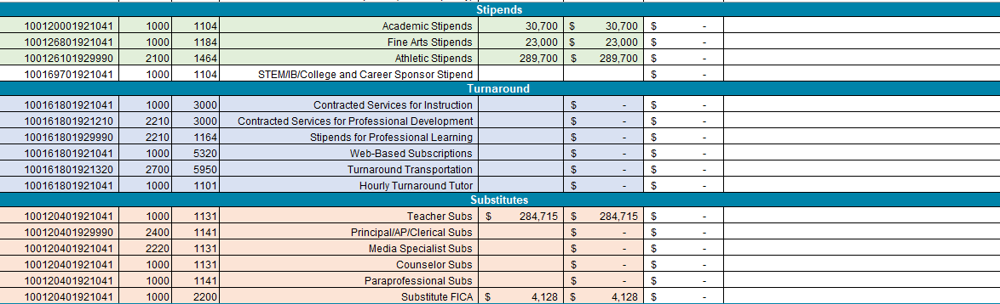 Stipends
100120001921041 1000 1104 Academic Stipends 30,700 $ 30,700 $ -
100126801921041 1000 1184 Fine Arts Stipends 23,000 $ 23,000 $ -
100126101929990 2100 1464 Athletic Stipends 289,700 $ 289,700 $ -
100169701921041 1000 1104 STEM/IB/College and Career Sponsor Stipend $ -
Turnaround
100161801921041 1000 3000 Contracted Services for Instruction $ - $ -
100161801921210 2210 3000 Contracted Services for Professional Development $ - $ -
100161801929990 2210 1164 Stipends for Professional Learning $ - $ -
100161801921041 1000 5320 Web-Based Subscriptions $ - $ -
100161801921320 2700 5950 Turnaround Transportation $ - $ -
100161801921041 1000 1101 Hourly Turnaround Tutor $ - $ -
Substitutes
100120401921041 1000 1131 Teacher Subs $ 284,715 $ 284,715 $ -
100120401929990 2400 1141 Principal/AP/Clerical Subs $ - $ -
100120401921041 2220 1131 Media Specialist Subs $ - $ -
100120401921041 1000 1131 Counselor Subs $ - $ -
100120401921041 1000 1141 Paraprofessional Subs $ - $ -
100120401921041 1000 2200 Substitute FICA $ 4,128 $ 4,128 $ -